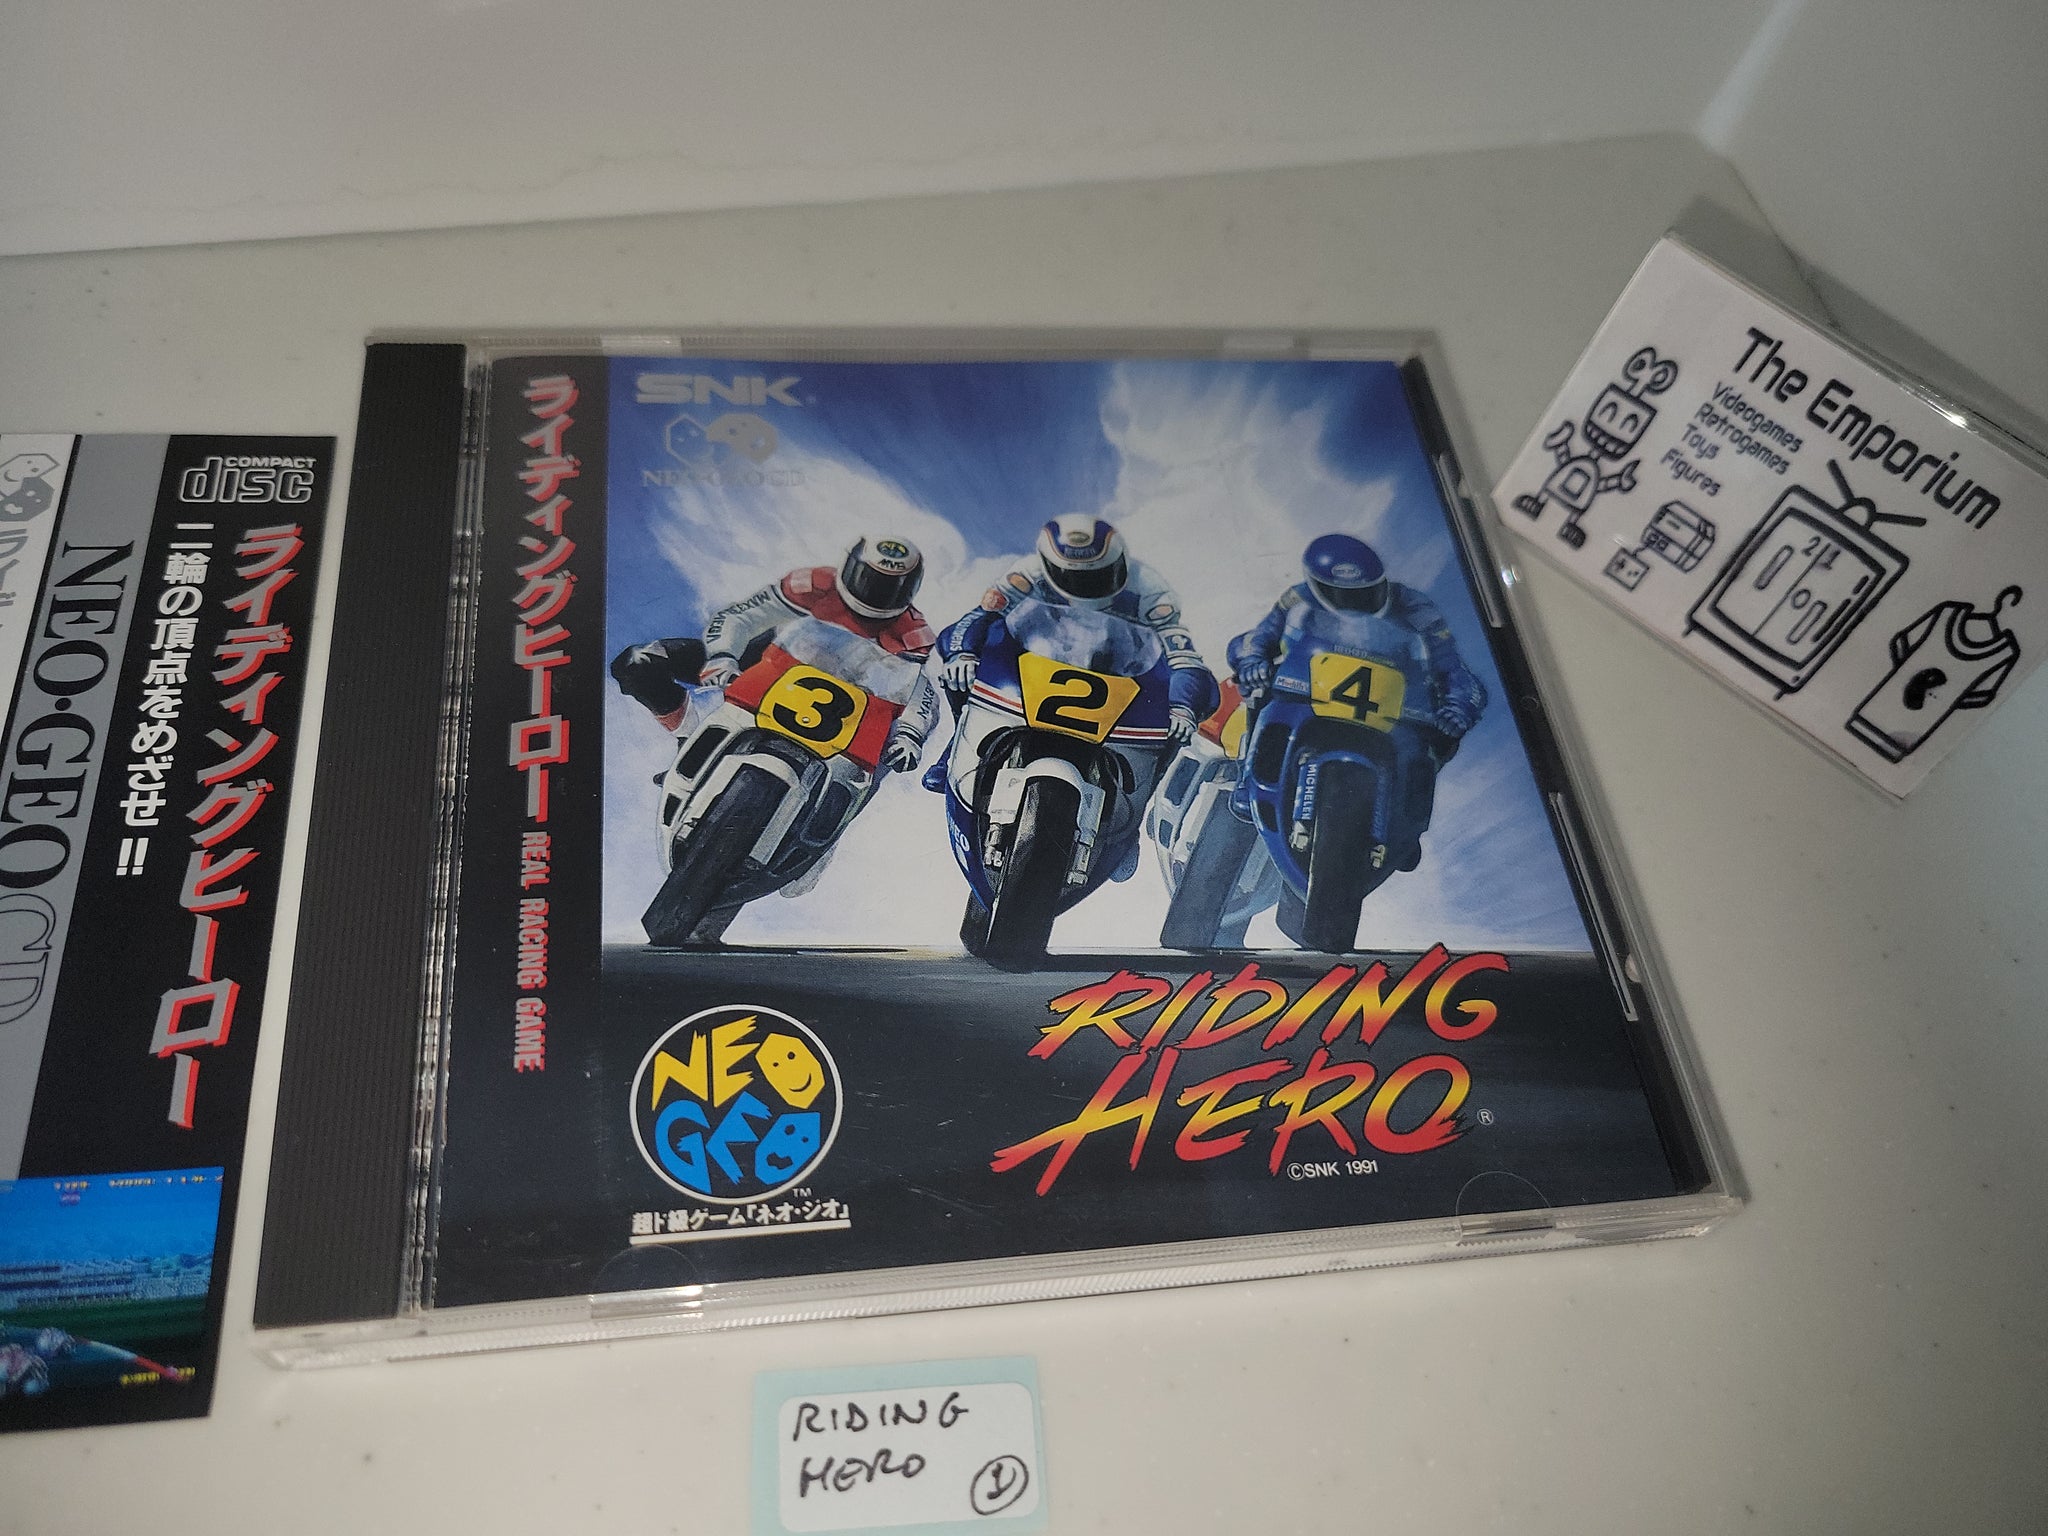 COMPACT
disc
ライディングヒーロー
二輪の頂点をめざせ!!
NEO·GEO CD
ライディングヒーロー
REAL RACING GAME
SNK®
NEO·GEO CD
MVS
MAXELL
3
2
4
MICHELIN
NEO
GEO
TM
超ド級ゲーム「ネオ・ジオ」
RIDING
HERO®
©SNK 1991
The Emporium
Videogames
Retrogames
Toys
Figures
RIDING
HERO
1